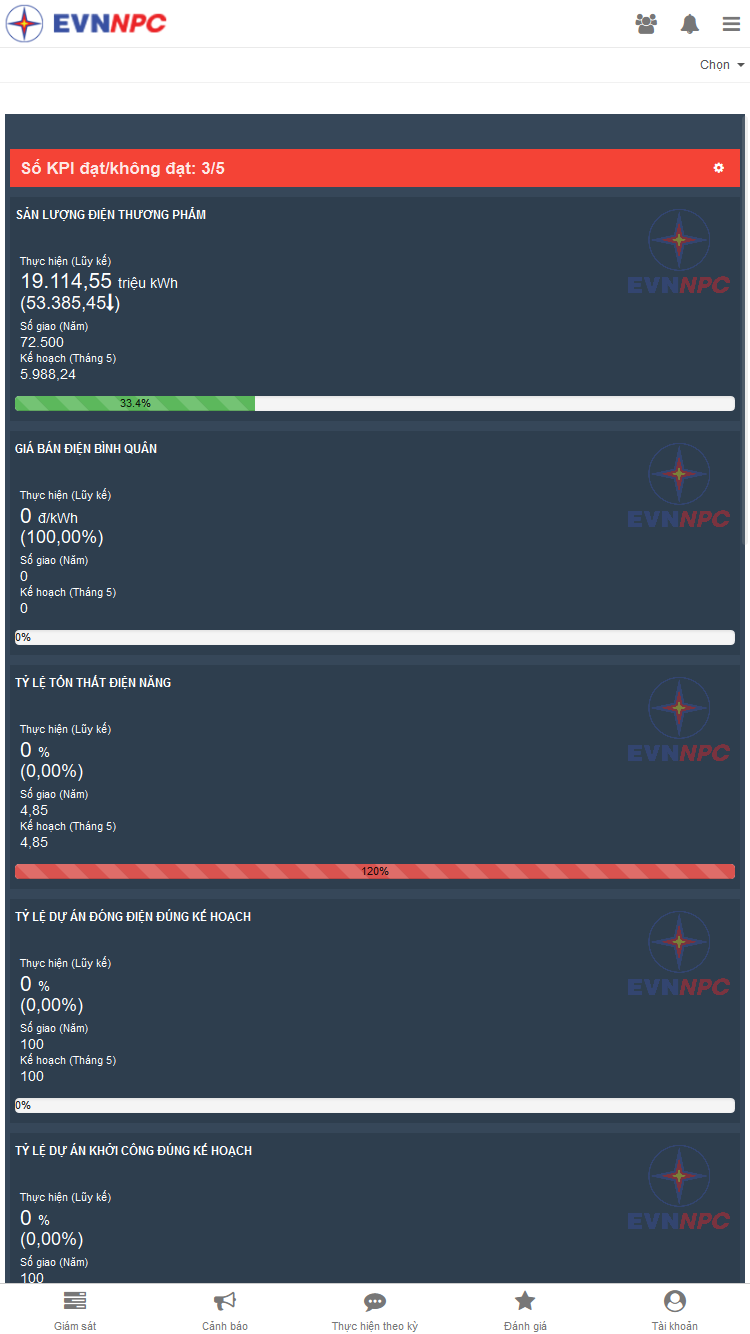 EVNNPC
Chọn
Số KPI đạt/không đạt: 3/5
SẢN LƯỢNG ĐIỆN THƯƠNG PHẨM
EVNNPC
Thực hiện (Lũy kế)
19.114,55 triệu kWh
(53.385,45)
Số giao (Năm)
72.500
Kế hoạch (Tháng 5)
5.988,24
33.4%
GIÁ BÁN ĐIỆN BÌNH QUÂN
EVNNPC
Thực hiện (Lũy kế)
0 đ/kWh
(100,00%)
Số giao (Năm)
0
Kế hoạch (Tháng 5)
0
0%
TỶ LỆ TỔN THẤT ĐIỆN NĂNG
EVNNPC
Thực hiện (Lũy kế)
0 %
(0,00%)
Số giao (Năm)
4,85
Kế hoạch (Tháng 5)
4,85
120%
TỶ LỆ DỰ ÁN ĐÓNG ĐIỆN ĐÚNG KẾ HOẠCH
EVNNPC
Thực hiện (Lũy kế)
0 %
(0,00%)
Số giao (Năm)
100
Kế hoạch (Tháng 5)
100
0%
TỶ LỆ DỰ ÁN KHỞI CÔNG ĐÚNG KẾ HOẠCH
EVNNPC
Thực hiện (Lũy kế)
0 %
(0,00%)
Số giao (Năm)
100
Giám sát
Cảnh báo
Thực hiện theo kỳ
Đánh giá
Tài khoản